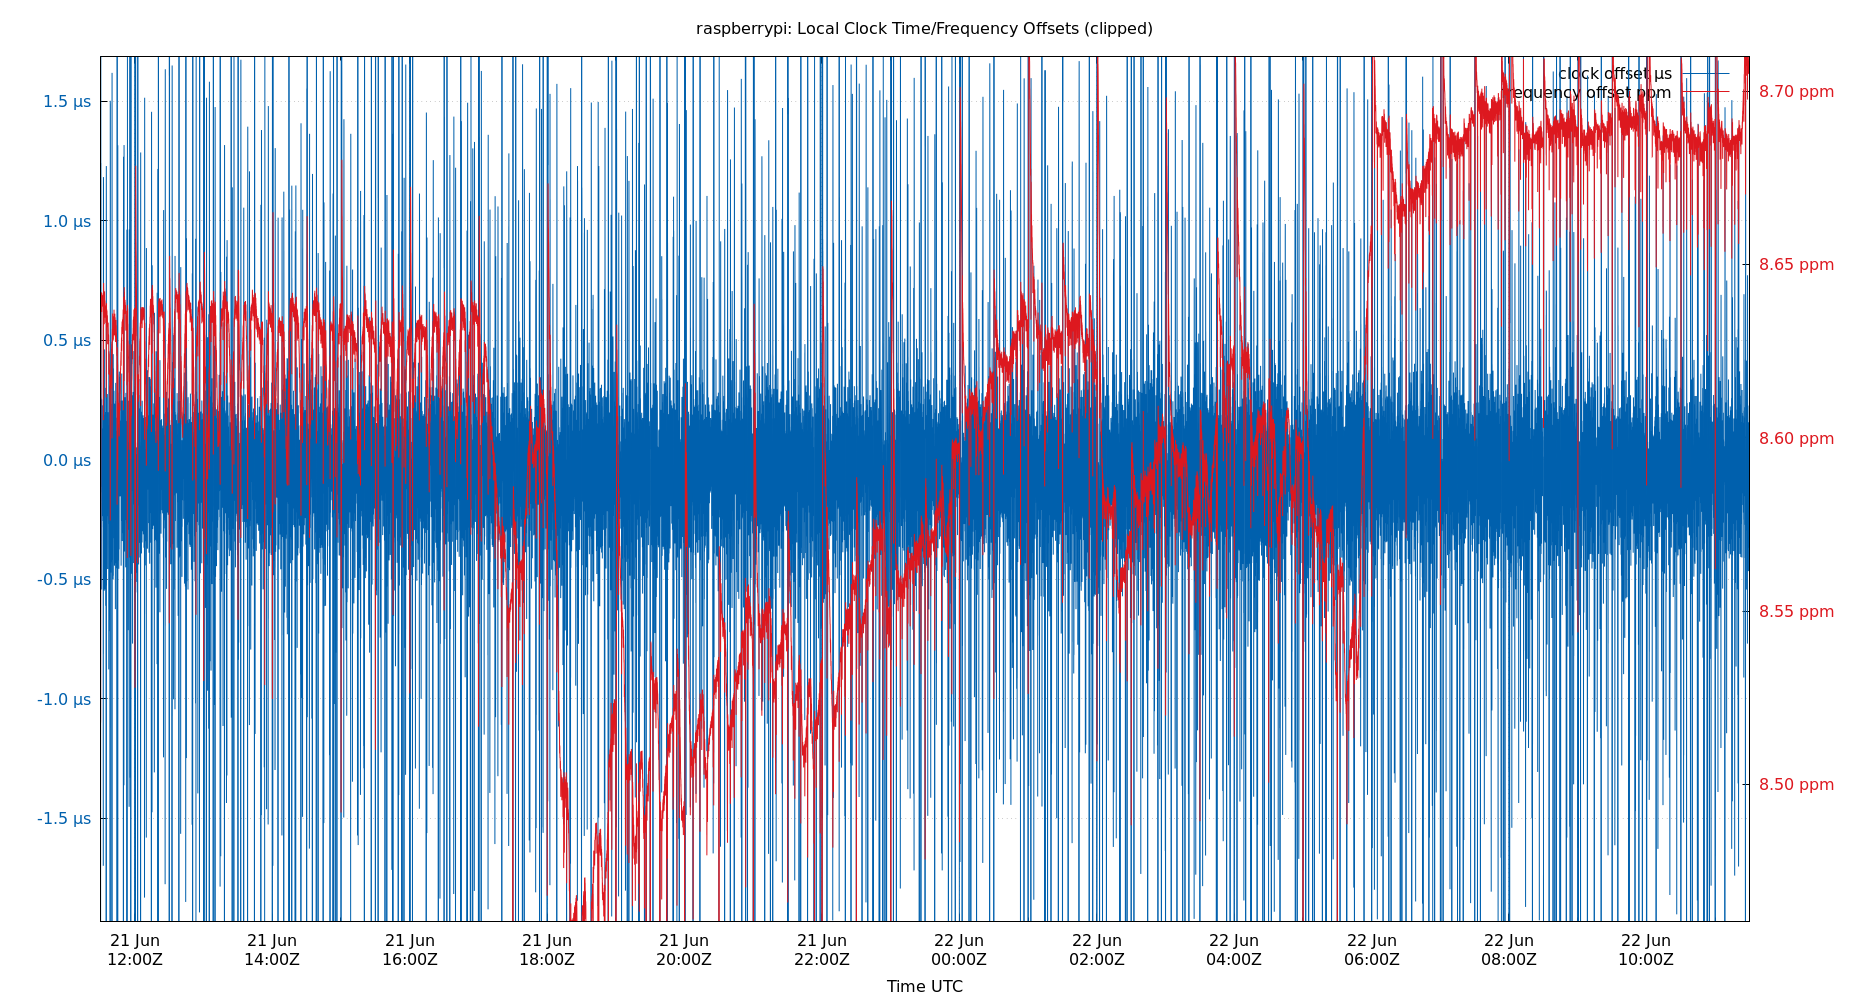 raspberrypi: Local Clock Time/Frequency Offsets (clipped)
clock offset µs
frequency offset ppm
1.5 µs
1.0 µs
0.5 µs
0.0 µs
-0.5 µs
-1.0 µs
-1.5 µs
8.70 ppm
8.65 ppm
8.60 ppm
8.55 ppm
8.50 ppm
21 Jun 21 Jun 21 Jun 21 Jun 21 Jun 21 Jun 22 Jun 22 Jun 22 Jun 22 Jun 22 Jun 22 Jun
12:00Z 14:00Z 16:00Z 18:00Z 20:00Z 22:00Z 00:00Z 02:00Z 04:00Z 06:00Z 08:00Z 10:00Z
Time UTC